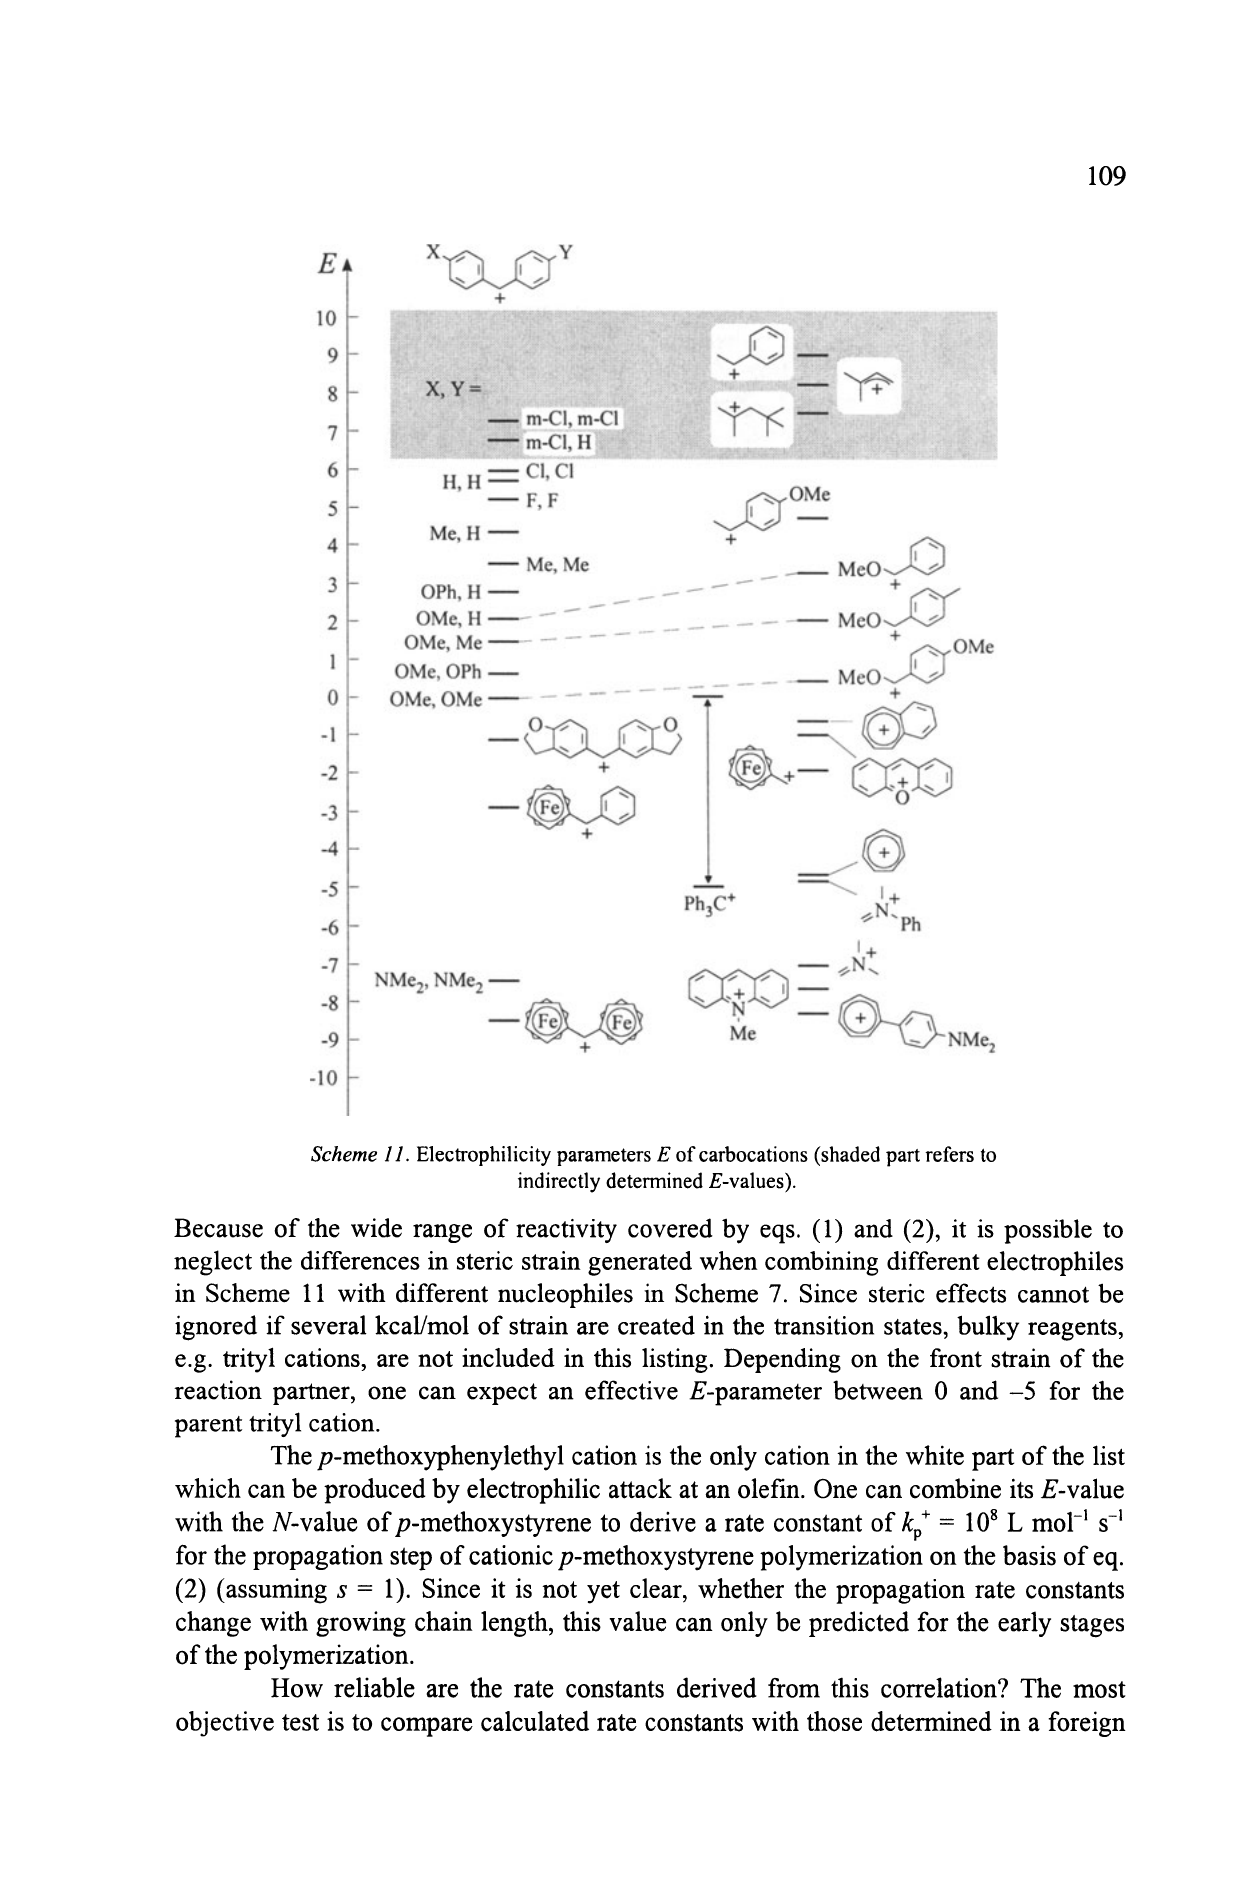 109
E
X
Y
+
10
9
8
7
6
5
4
3
2
1
0
-1
-2
-3
-4
-5
-6
-7
-8
-9
-10
X, Y =
m-Cl, m-Cl
m-Cl, H
H, H
Cl, Cl
F, F
Me, H
Me, Me
OPh, H
OMe, H
OMe, Me
OMe, OPh
OMe, OMe
O
O
+
Fe
+
NMe₂, NMe₂
Fe
Fe
+
+
+
+
OMe
+
MeO
+
MeO
+
OMe
MeO
+
+
Fe
+
+
O
+
Ph₃C⁺
+
N
Ph
+
N
+
N
Me
+
NMe₂
Scheme 11. Electrophilicity parameters E of carbocations (shaded part refers to
indirectly determined E-values).
Because of the wide range of reactivity covered by eqs. (1) and (2), it is possible to
neglect the differences in steric strain generated when combining different electrophiles
in Scheme 11 with different nucleophiles in Scheme 7. Since steric effects cannot be
ignored if several kcal/mol of strain are created in the transition states, bulky reagents,
e.g. trityl cations, are not included in this listing. Depending on the front strain of the
reaction partner, one can expect an effective E-parameter between 0 and –5 for the
parent trityl cation.
The p-methoxyphenylethyl cation is the only cation in the white part of the list
which can be produced by electrophilic attack at an olefin. One can combine its E-value
with the N-value of p-methoxystyrene to derive a rate constant of kₚ⁺ = 10⁸ L mol⁻¹ s⁻¹
for the propagation step of cationic p-methoxystyrene polymerization on the basis of eq.
(2) (assuming s = 1). Since it is not yet clear, whether the propagation rate constants
change with growing chain length, this value can only be predicted for the early stages
of the polymerization.
How reliable are the rate constants derived from this correlation? The most
objective test is to compare calculated rate constants with those determined in a foreign